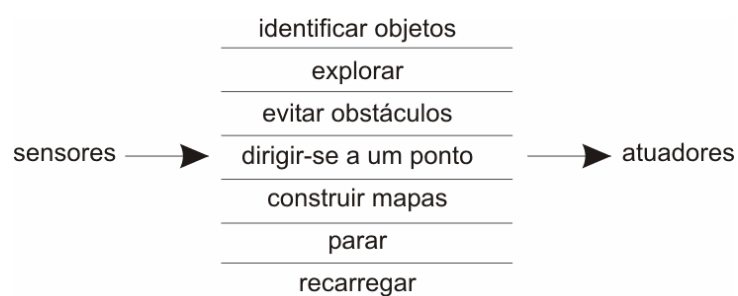 identificar objetos
explorar
evitar obstáculos
sensores
dirigir-se a um ponto
atuadores
construir mapas
parar
recarregar